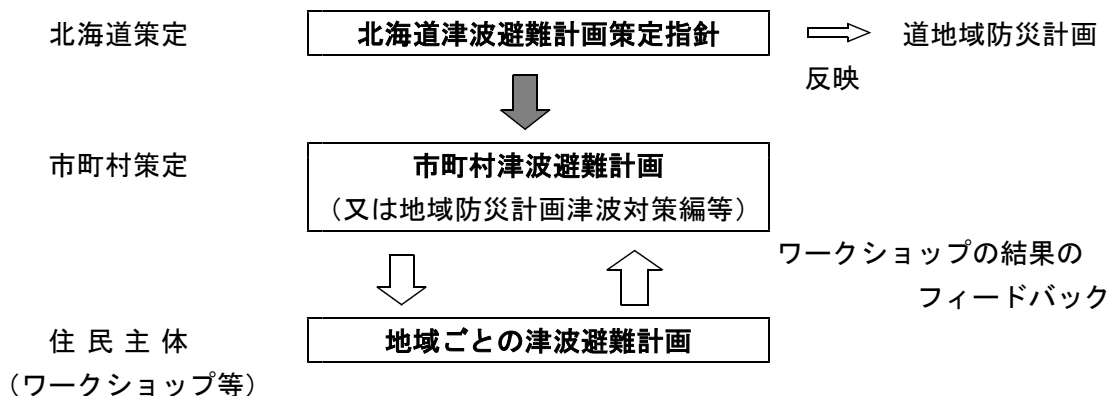 北海道策定
北海道津波避難計画策定指針
道地域防災計画
反映
市町村策定
市町村津波避難計画
（又は地域防災計画津波対策編等）
ワークショップの結果の
フィードバック
住 民 主 体
（ワークショップ等）
地域ごとの津波避難計画